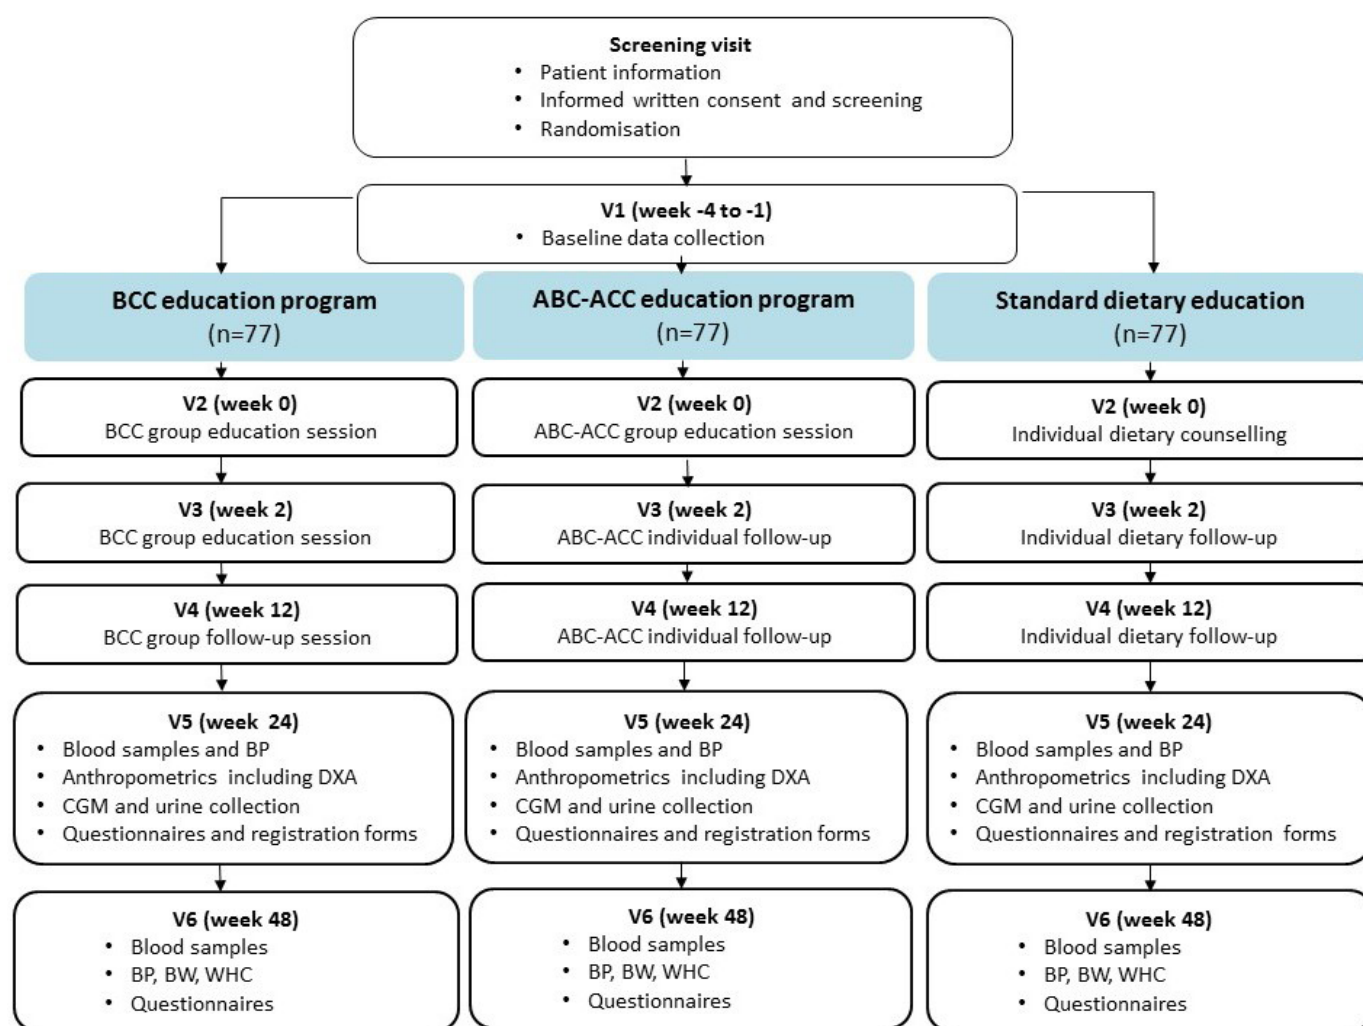 Screening visit
• Patient information
• Informed written consent and screening
• Randomisation
V1 (week -4 to -1)
• Baseline data collection
BCC education program
(n=77)
ABC-ACC education program
(n=77)
Standard dietary education
(n=77)
V2 (week 0)
BCC group education session
V2 (week 0)
ABC-ACC group education session
V2 (week 0)
Individual dietary counselling
V3 (week 2)
BCC group education session
V3 (week 2)
ABC-ACC individual follow-up
V3 (week 2)
Individual dietary follow-up
V4 (week 12)
BCC group follow-up session
V4 (week 12)
ABC-ACC individual follow-up
V4 (week 12)
Individual dietary follow-up
V5 (week 24)
• Blood samples and BP
• Anthropometrics including DXA
• CGM and urine collection
• Questionnaires and registration forms
V5 (week 24)
• Blood samples and BP
• Anthropometrics including DXA
• CGM and urine collection
• Questionnaires and registration forms
V5 (week 24)
• Blood samples and BP
• Anthropometrics including DXA
• CGM and urine collection
• Questionnaires and registration forms
V6 (week 48)
• Blood samples
• BP, BW, WHC
• Questionnaires
V6 (week 48)
• Blood samples
• BP, BW, WHC
• Questionnaires
V6 (week 48)
• Blood samples
• BP, BW, WHC
• Questionnaires